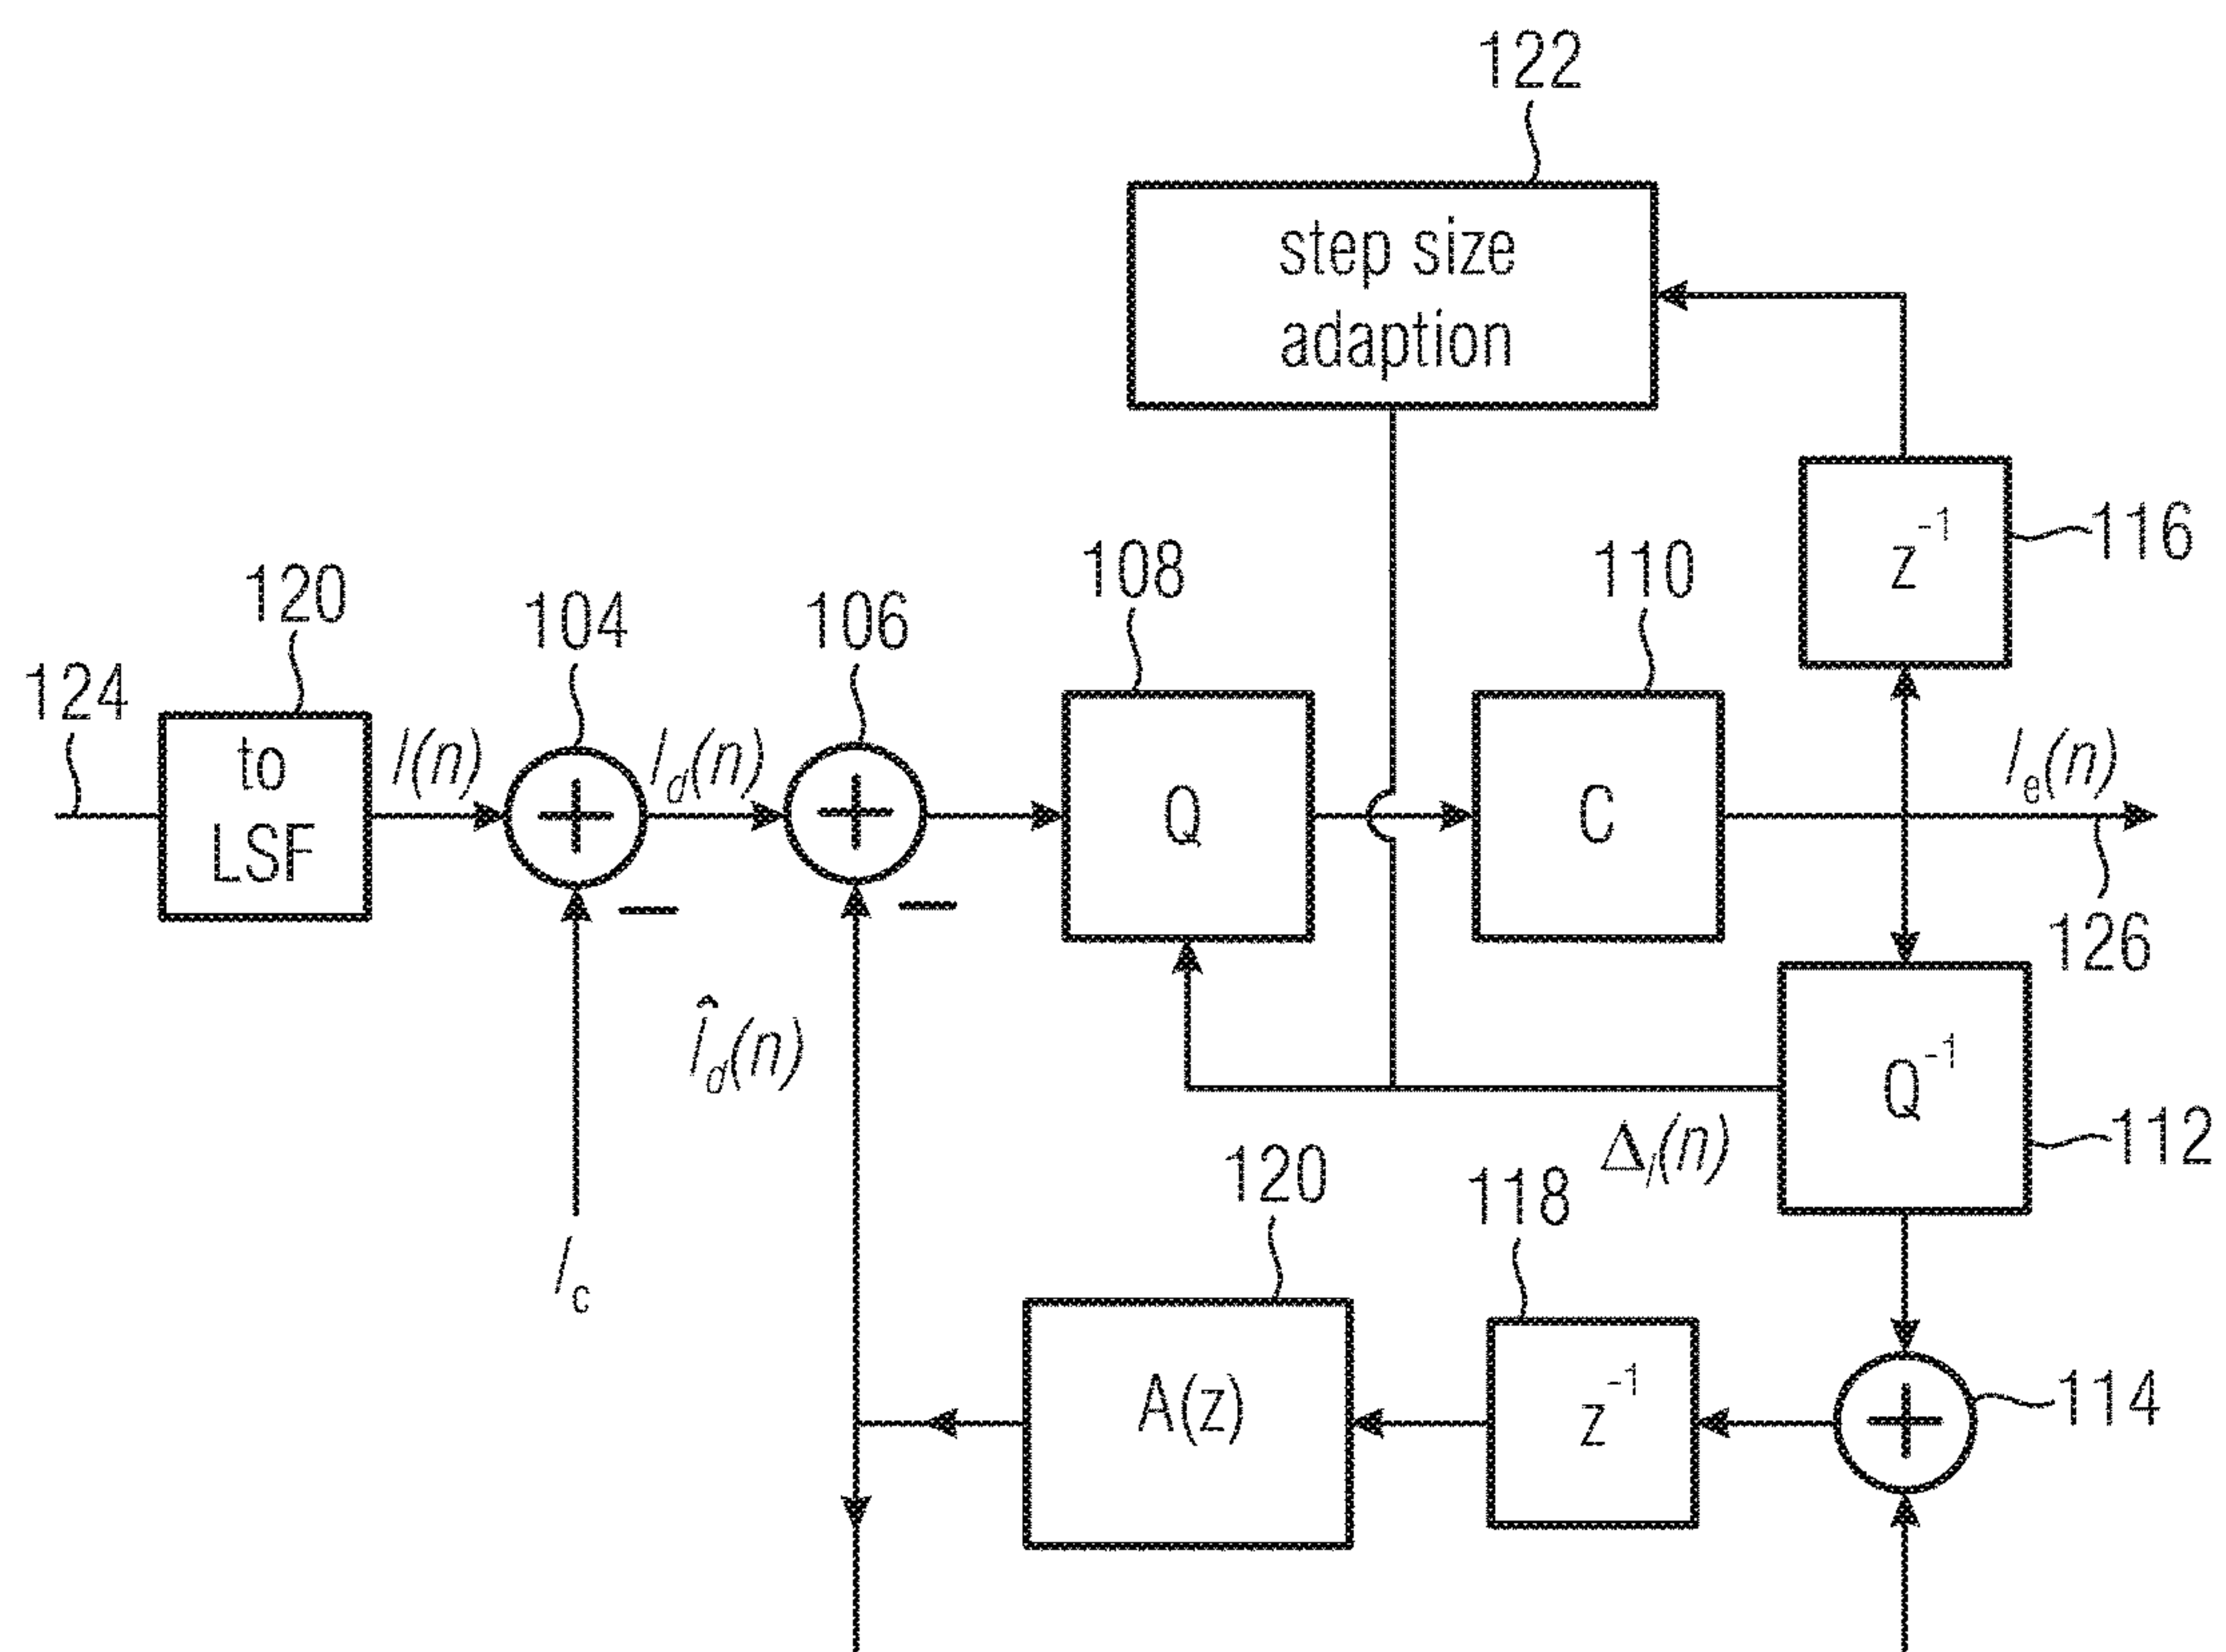 122
step size
adaption
z⁻¹
116
120
104
106
108
110
124
to
LSF
l(n)
l_d(n)
Q
C
l_e(n)
126
l̂_d(n)
Q⁻¹
112
Δ_l(n)
l_c
120
118
A(z)
z⁻¹
114